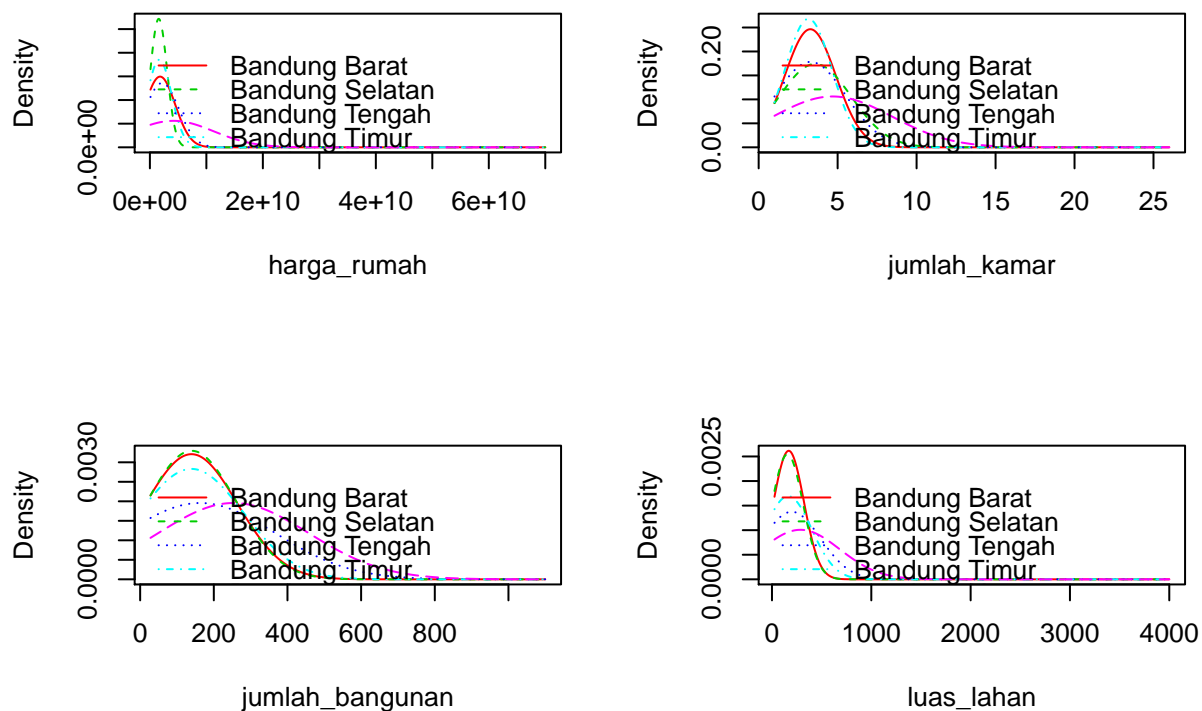 Density
0.0e+00
Bandung Barat
Bandung Selatan
Bandung Tengah
Bandung Timur
0e+00 2e+10 4e+10 6e+10
harga_rumah
Density
0.00 0.20
Bandung Barat
Bandung Selatan
Bandung Tengah
Bandung Timur
0 5 10 15 20 25
jumlah_kamar
Density
0.0000 0.0030
Bandung Barat
Bandung Selatan
Bandung Tengah
Bandung Timur
0 200 400 600 800
jumlah_bangunan
Density
0.0000 0.0025
Bandung Barat
Bandung Selatan
Bandung Tengah
Bandung Timur
0 1000 2000 3000 4000
luas_lahan